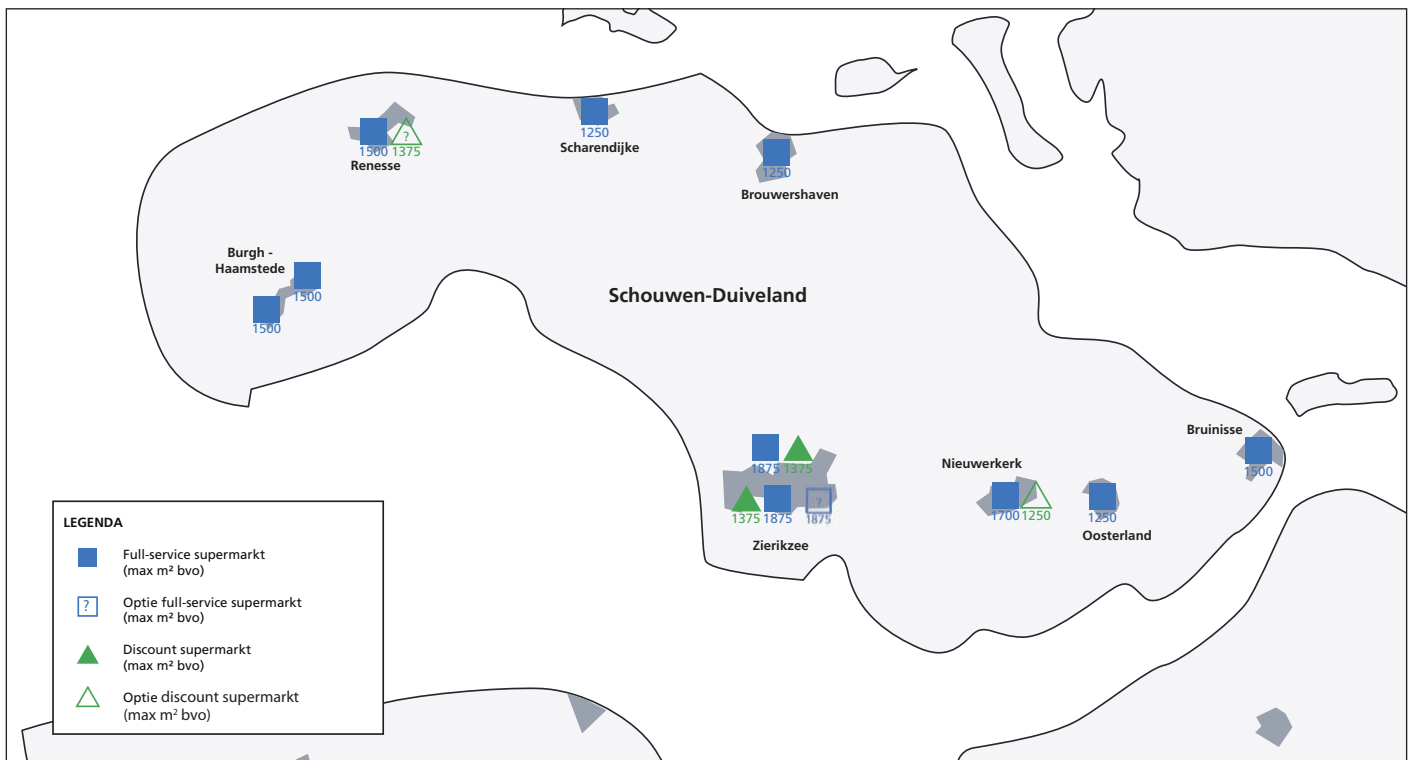 1250
Scharendijke
?
1500 1375
Renesse
1250
Brouwershaven
Burgh -
Haamstede
1500
1500
Schouwen-Duiveland
1875 1375
?
1375 1875 1875
Zierikzee
Nieuwerkerk
1700 1250
1250
Oosterland
Bruinisse
1500
LEGENDA
Full-service supermarkt
(max m² bvo)
?
Optie full-service supermarkt
(max m² bvo)
Discount supermarkt
(max m² bvo)
Optie discount supermarkt
(max m² bvo)